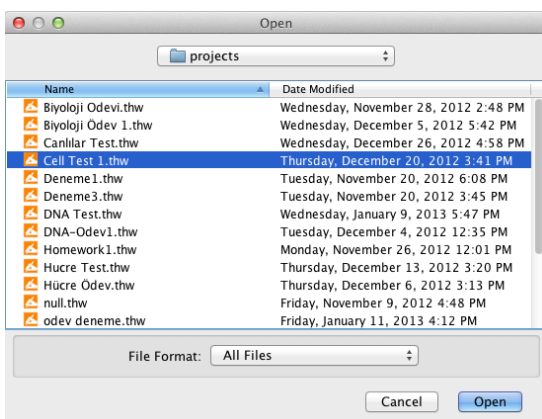 Open
projects
Name Date Modified
Biyoloji Odevi.thw Wednesday, November 28, 2012 2:48 PM
Biyoloji Ödev 1.thw Wednesday, December 5, 2012 5:42 PM
Canlılar Test.thw Wednesday, December 26, 2012 4:58 PM
Cell Test 1.thw Thursday, December 20, 2012 3:41 PM
Deneme1.thw Tuesday, November 20, 2012 6:08 PM
Deneme3.thw Tuesday, November 20, 2012 3:45 PM
DNA Test.thw Wednesday, January 9, 2013 5:47 PM
DNA-Odev1.thw Tuesday, December 4, 2012 12:35 PM
Homework1.thw Monday, November 26, 2012 12:01 PM
Hucre Test.thw Thursday, December 13, 2012 3:20 PM
Hücre Ödev.thw Thursday, December 6, 2012 3:13 PM
null.thw Friday, November 9, 2012 4:48 PM
odev deneme.thw Friday, January 11, 2013 4:12 PM
File Format: All Files
Cancel Open